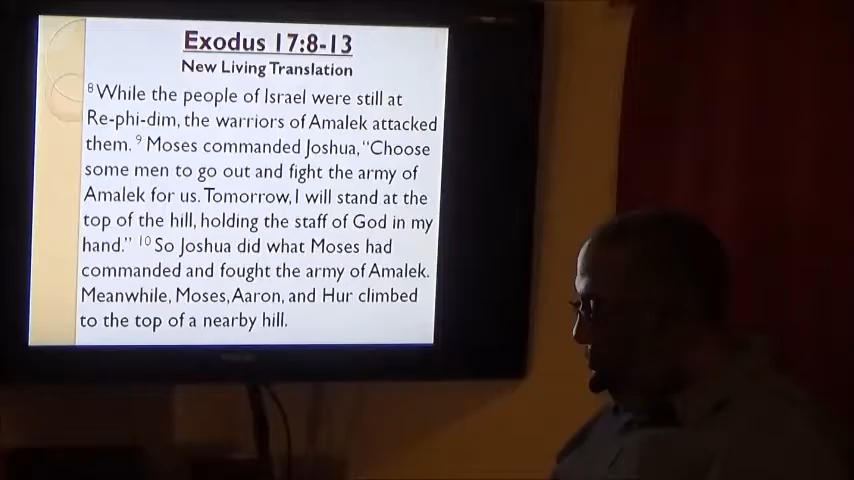 Exodus 17:8-13
New Living Translation
8 While the people of Israel were still at
Re-phi-dim, the warriors of Amalek attacked
them. 9 Moses commanded Joshua, "Choose
some men to go out and fight the army of
Amalek for us. Tomorrow, I will stand at the
top of the hill, holding the staff of God in my
hand." 10 So Joshua did what Moses had
commanded and fought the army of Amalek.
Meanwhile, Moses, Aaron, and Hur climbed
to the top of a nearby hill.